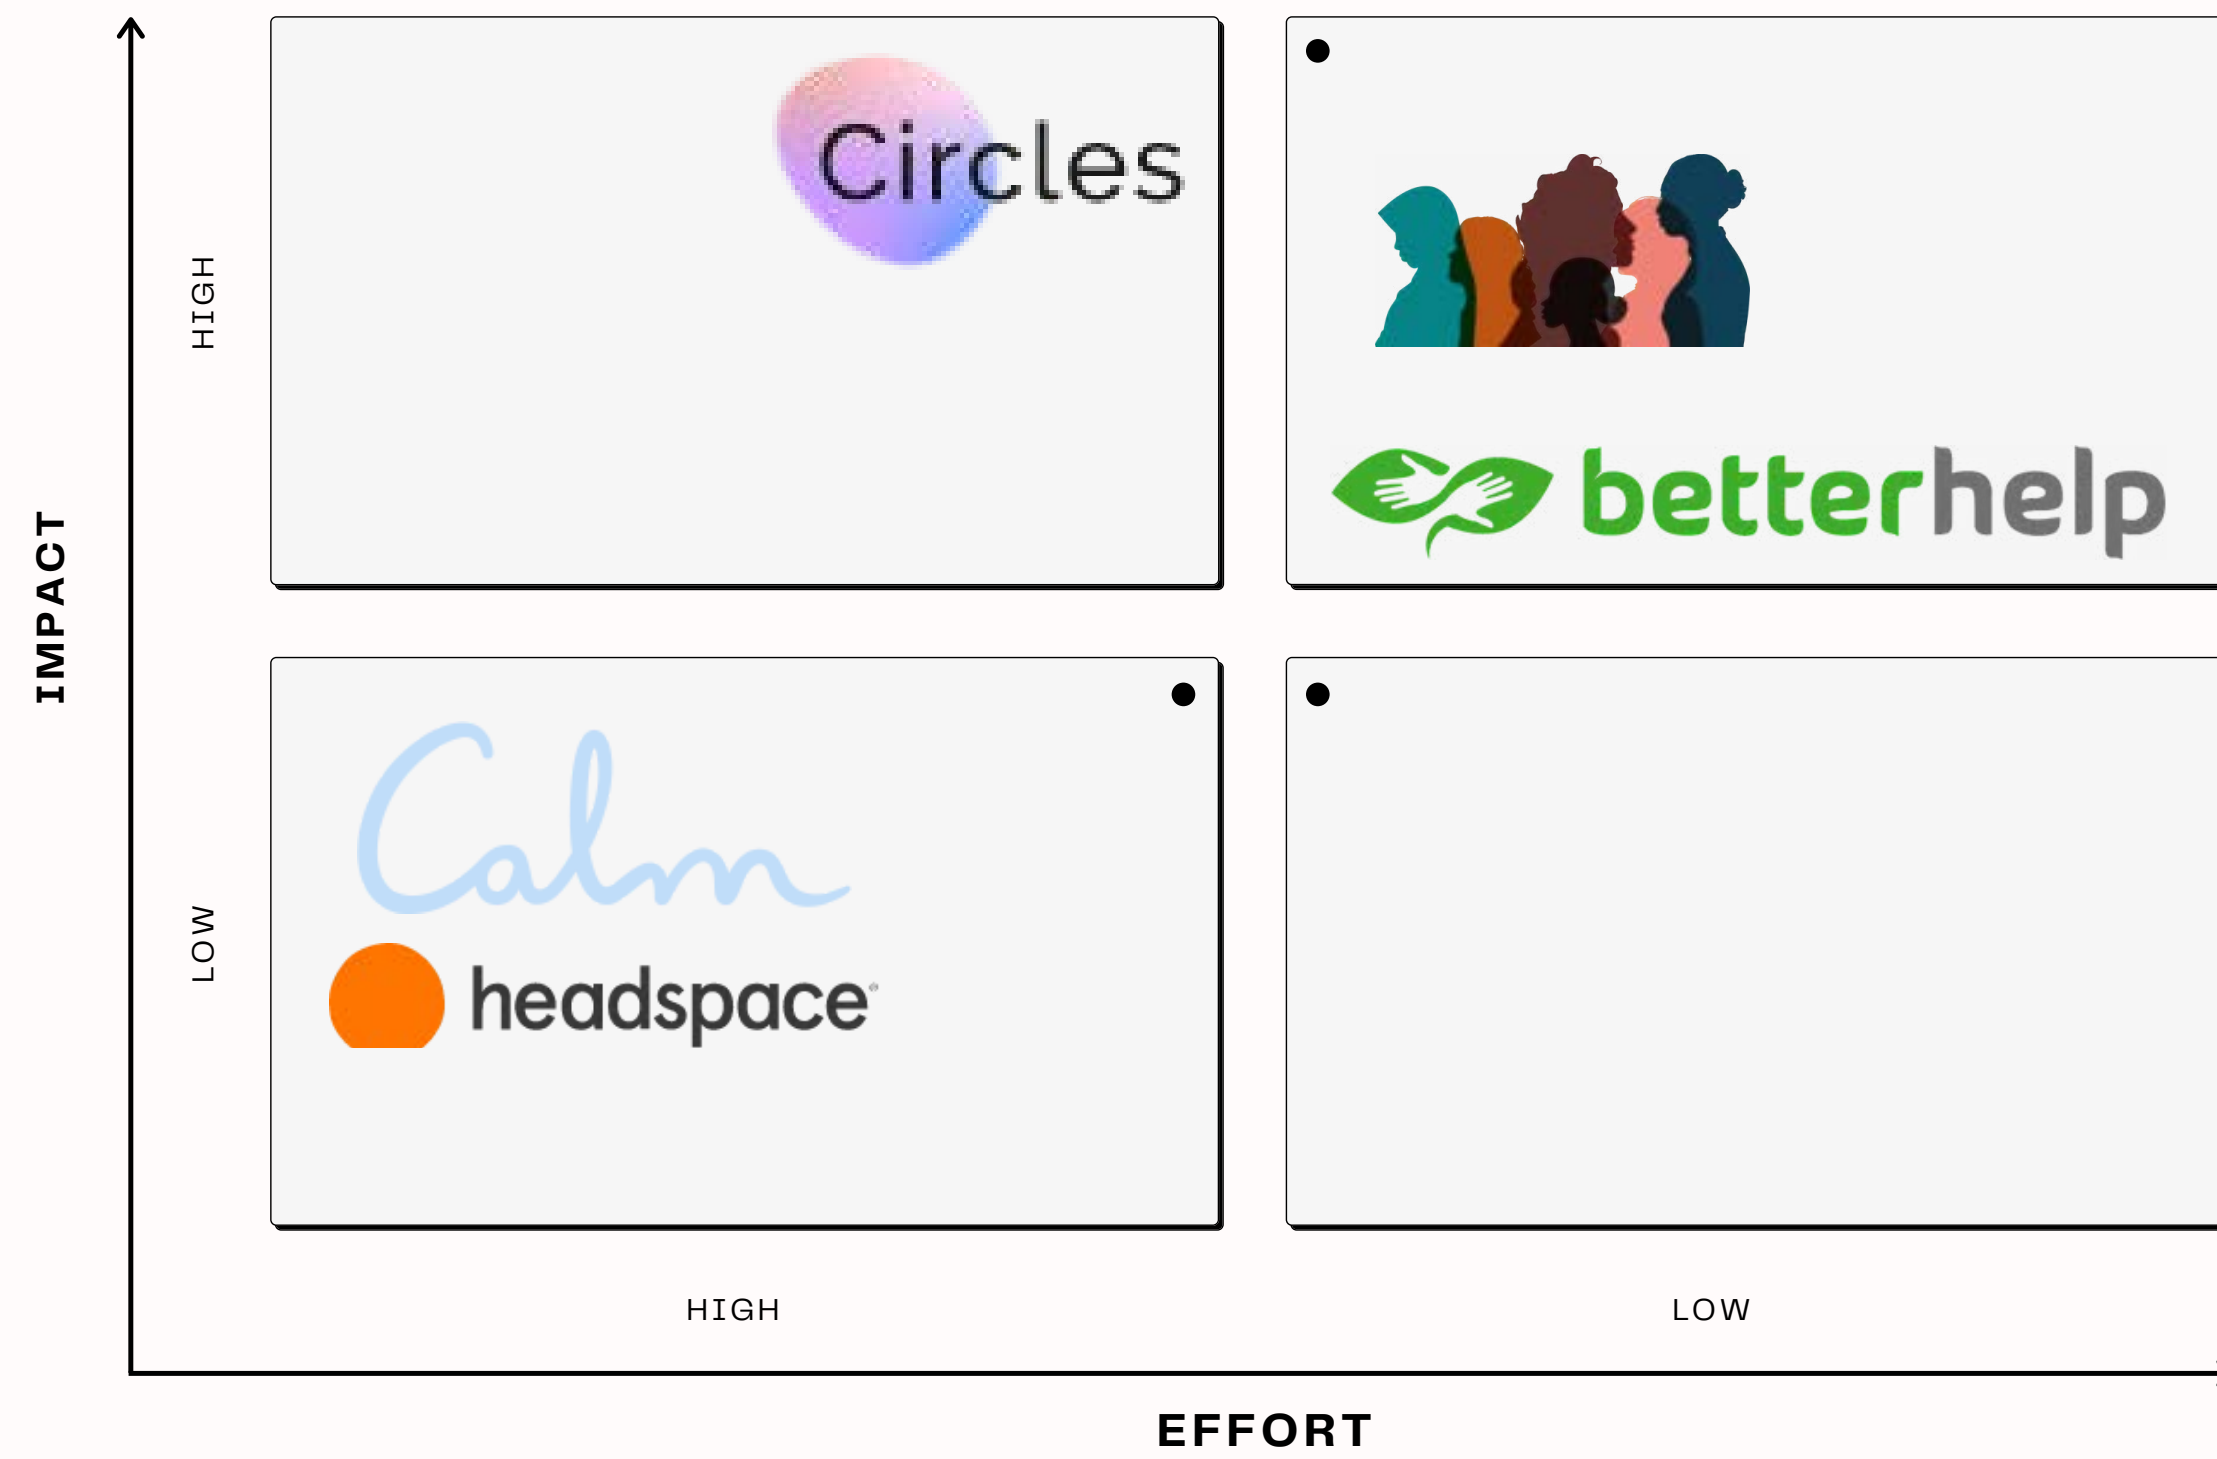 Circles
HIGH
betterhelp
IMPACT
Calm
LOW
headspace
HIGH
LOW
EFFORT